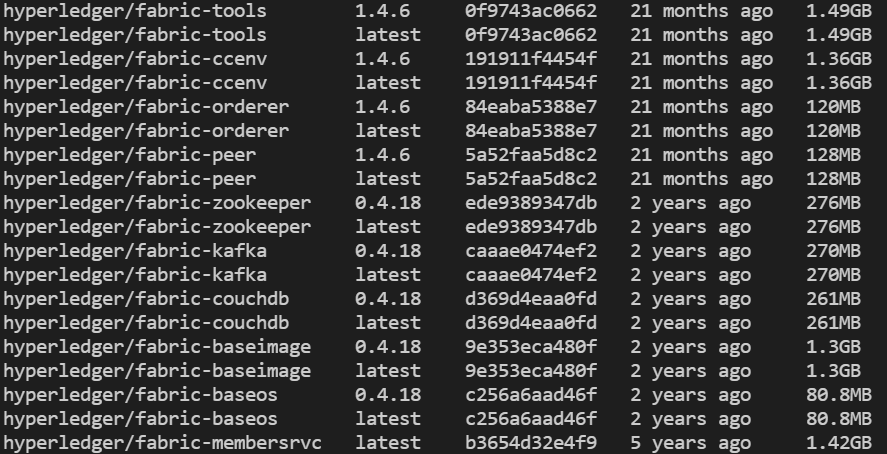 hyperledger/fabric-tools 1.4.6 0f9743ac0662 21 months ago 1.49GB
hyperledger/fabric-tools latest 0f9743ac0662 21 months ago 1.49GB
hyperledger/fabric-ccenv 1.4.6 191911f4454f 21 months ago 1.36GB
hyperledger/fabric-ccenv latest 191911f4454f 21 months ago 1.36GB
hyperledger/fabric-orderer 1.4.6 84eaba5388e7 21 months ago 120MB
hyperledger/fabric-orderer latest 84eaba5388e7 21 months ago 120MB
hyperledger/fabric-peer 1.4.6 5a52faa5d8c2 21 months ago 128MB
hyperledger/fabric-peer latest 5a52faa5d8c2 21 months ago 128MB
hyperledger/fabric-zookeeper 0.4.18 ede9389347db 2 years ago 276MB
hyperledger/fabric-zookeeper latest ede9389347db 2 years ago 276MB
hyperledger/fabric-kafka 0.4.18 caaae0474ef2 2 years ago 270MB
hyperledger/fabric-kafka latest caaae0474ef2 2 years ago 270MB
hyperledger/fabric-couchdb 0.4.18 d369d4eaa0fd 2 years ago 261MB
hyperledger/fabric-couchdb latest d369d4eaa0fd 2 years ago 261MB
hyperledger/fabric-baseimage 0.4.18 9e353eca480f 2 years ago 1.3GB
hyperledger/fabric-baseimage latest 9e353eca480f 2 years ago 1.3GB
hyperledger/fabric-baseos 0.4.18 c256a6aad46f 2 years ago 80.8MB
hyperledger/fabric-baseos latest c256a6aad46f 2 years ago 80.8MB
hyperledger/fabric-membersrvc latest b3654d32e4f9 5 years ago 1.42GB